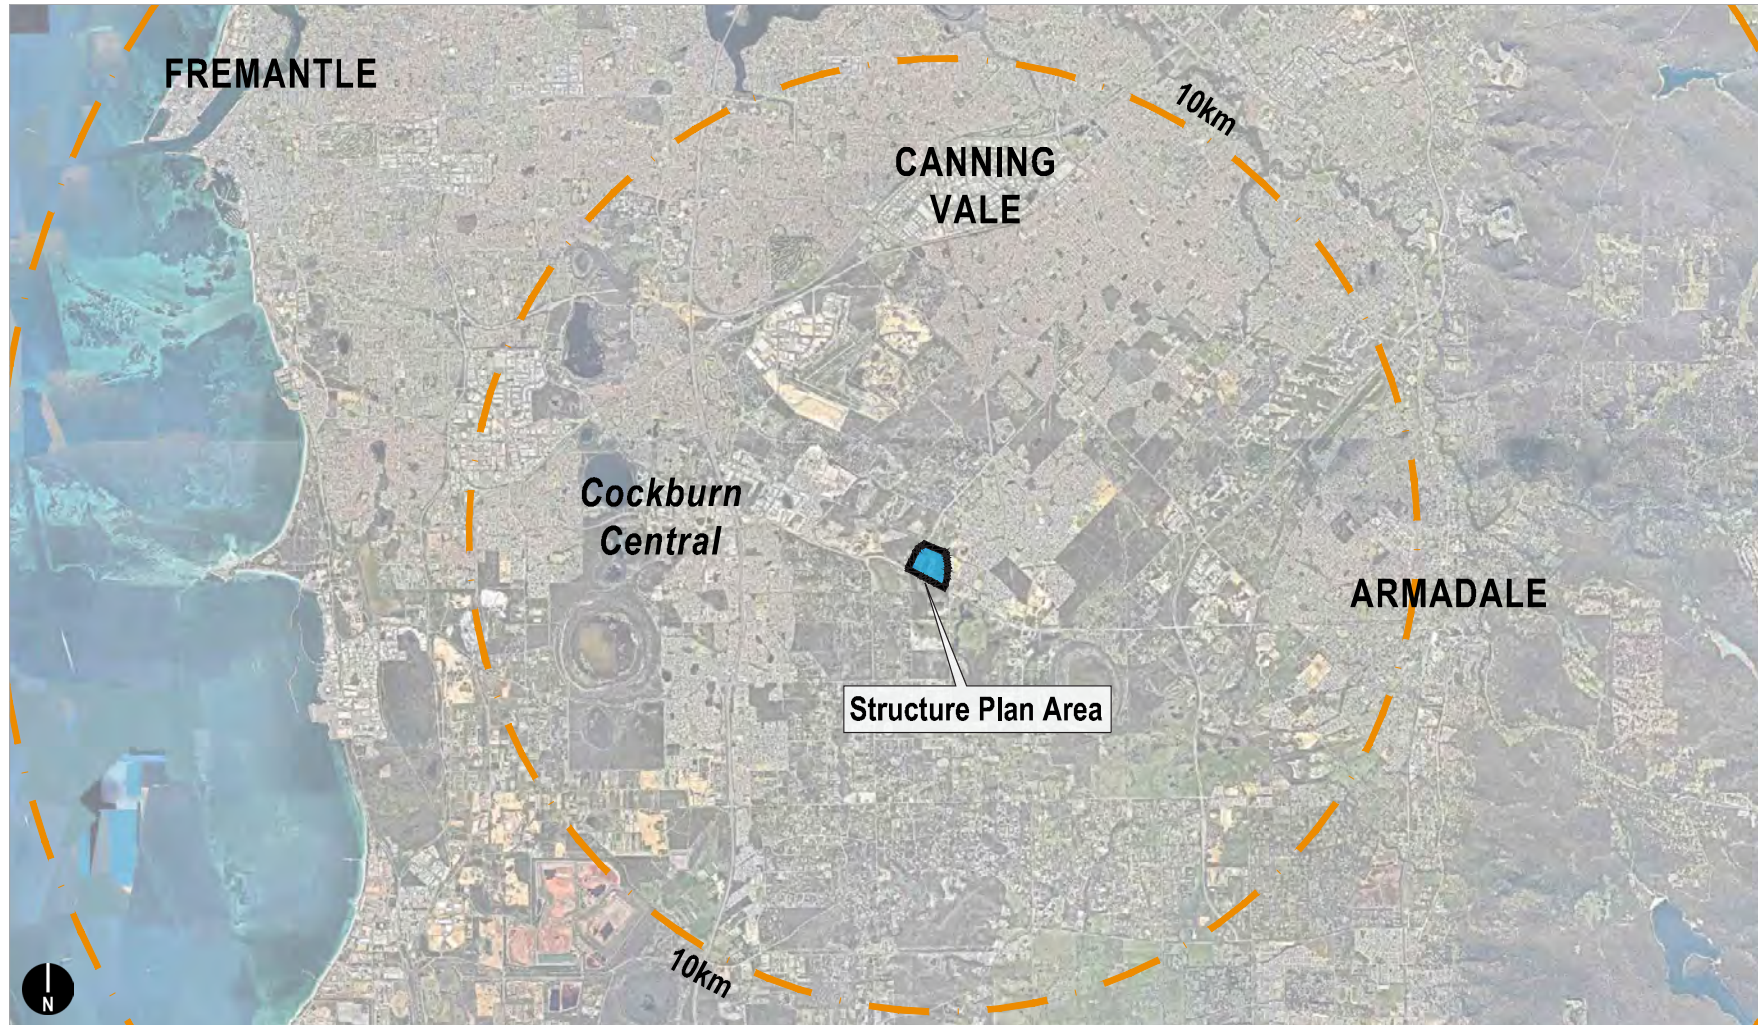 FREMANTLE
10km
CANNING
VALE
Cockburn
Central
ARMADALE
Structure Plan Area
10km
N